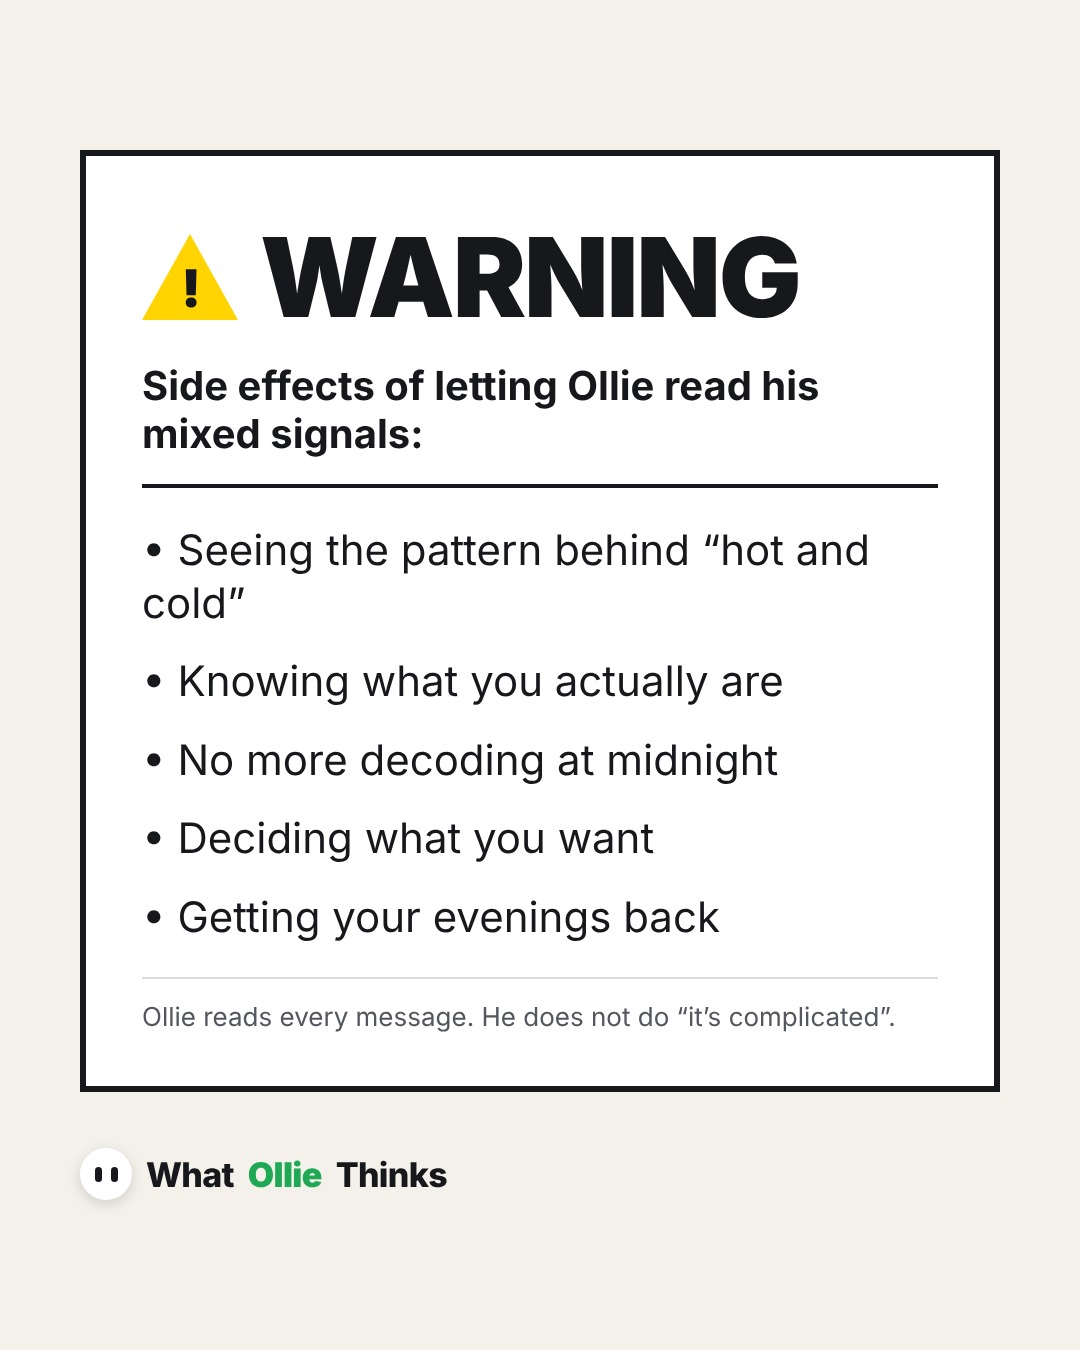 ! WARNING
Side effects of letting Ollie read his
mixed signals:
• Seeing the pattern behind “hot and
cold”
• Knowing what you actually are
• No more decoding at midnight
• Deciding what you want
• Getting your evenings back
Ollie reads every message. He does not do “it’s complicated”.
What Ollie Thinks